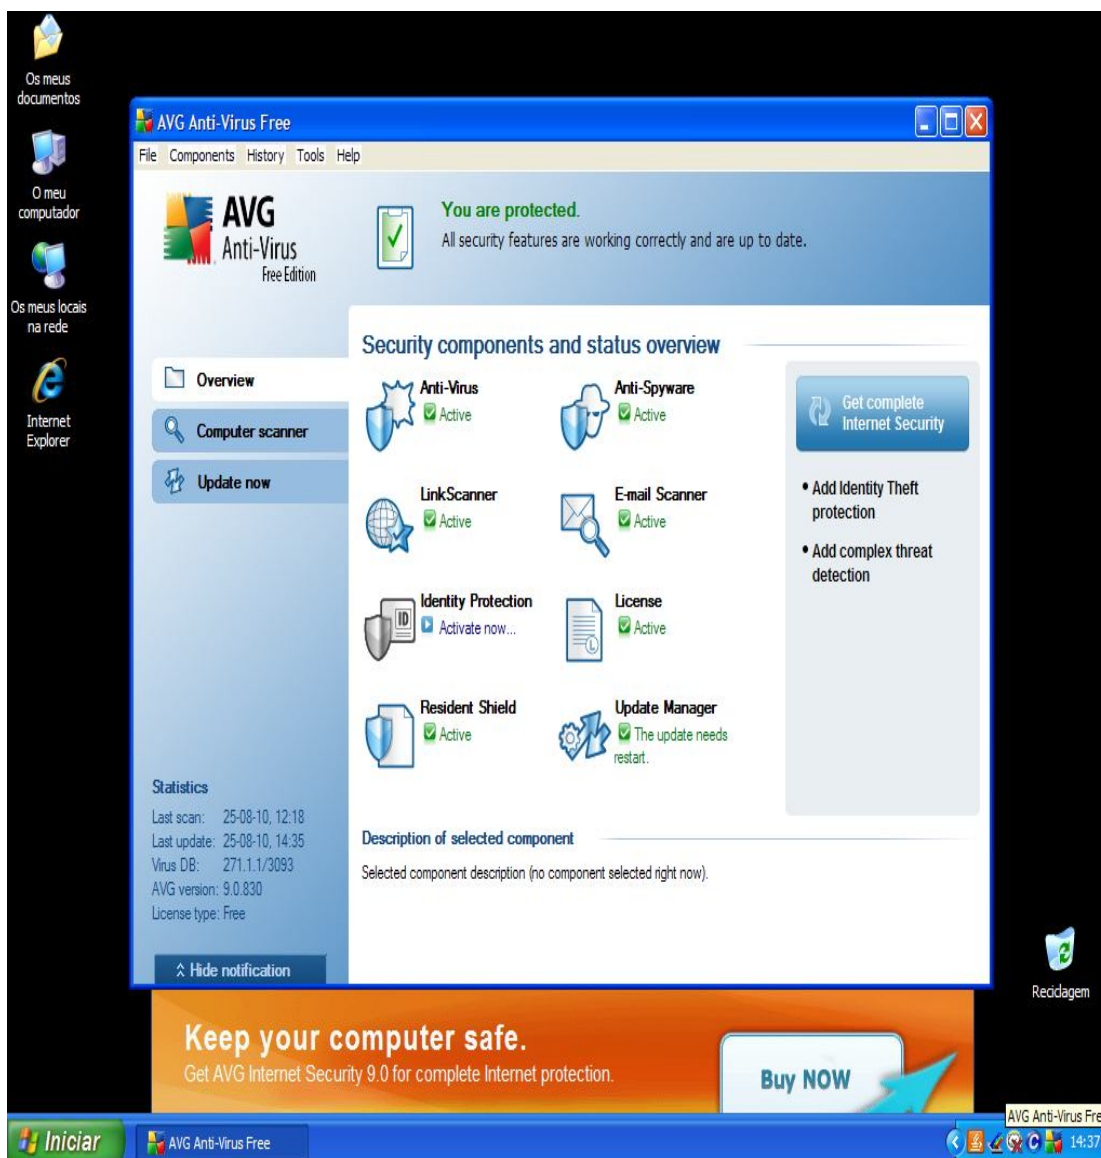 Os meus
documentos
O meu
computador
Os meus locais
na rede
Internet
Explorer
AVG Anti-Virus Free
File Components History Tools Help
AVG
Anti-Virus
Free Edition
You are protected.
All security features are working correctly and are up to date.
Overview
Computer scanner
Update now
Security components and status overview
Anti-Virus
Active
Anti-Spyware
Active
LinkScanner
Active
E-mail Scanner
Active
ID
Identity Protection
Activate now...
L
License
Active
Resident Shield
Active
Update Manager
The update needs
restart.
Get complete
Internet Security
• Add Identity Theft
protection
• Add complex threat
detection
Statistics
Last scan: 25-08-10, 12:18
Last update: 25-08-10, 14:35
Virus DB: 271.1.1/3093
AVG version: 9.0.830
License type: Free
Description of selected component
Selected component description (no component selected right now).
Hide notification
Reciclagem
Keep your computer safe.
Get AVG Internet Security 9.0 for complete Internet protection.
Buy NOW
AVG Anti-Virus Fre
Iniciar
AVG Anti-Virus Free
14:37